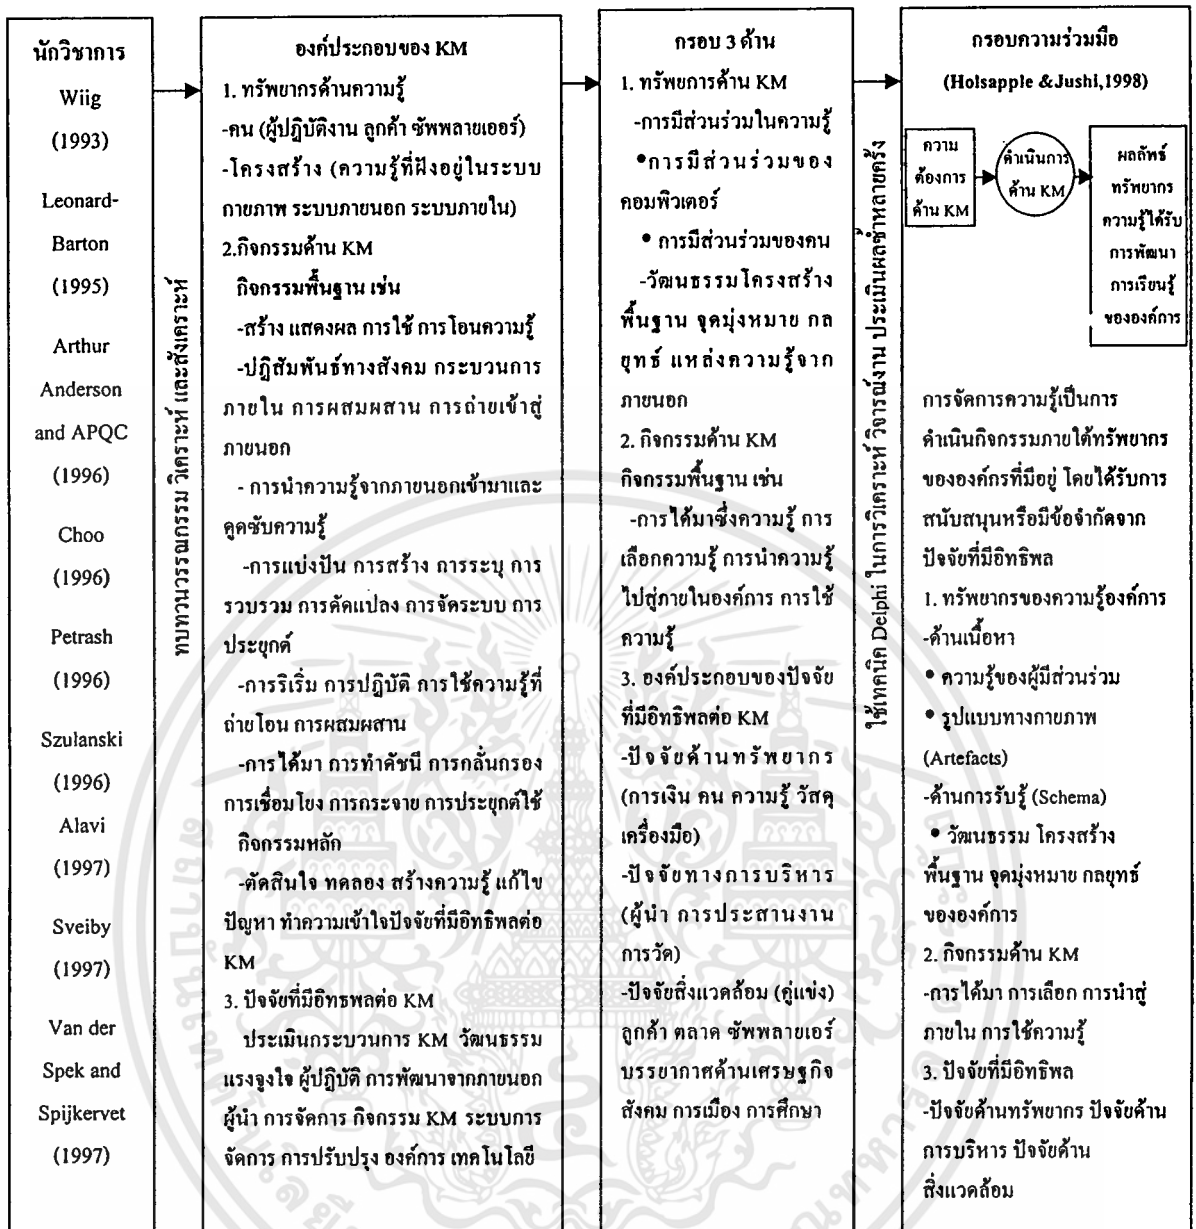 นักวิชาการ
Wiig
(1993)
Leonard-
Barton
(1995)
Arthur
Anderson
and APQC
(1996)
Choo
(1996)
Petrash
(1996)
Szulanski
(1996)
Alavi
(1997)
Sveiby
(1997)
Van der
Spek and
Spijkervet
(1997)
ทบทวนวรรณกรรม วิเคราะห์ และสังเคราะห์
องค์ประกอบของ KM
1. ทรัพยากรด้านความรู้
-คน (ผู้ปฏิบัติงาน ลูกค้า ซัพพลายเออร์)
-โครงสร้าง (ความรู้ที่ฝังอยู่ในระบบ
กายภาพ ระบบภายนอก ระบบภายใน)
2.กิจกรรมด้าน KM
กิจกรรมพื้นฐาน เช่น
-สร้าง แสดงผล การใช้ การโอนความรู้
-ปฏิสัมพันธ์ทางสังคม กระบวนการ
ภายใน การผสมผสาน การถ่ายเข้าสู่
ภายนอก
- การนำความรู้จากภายนอกเข้ามาและ
ดูดซับความรู้
-การแบ่งปัน การสร้าง การระบุ การ
รวบรวม การดัดแปลง การจัดระบบ การ
ประยุกต์
-การริเริ่ม การปฏิบัติ การใช้ความรู้ที่
ถ่ายโอน การผสมผสาน
-การได้มา การทำดัชนี การกลั่นกรอง
การเชื่อมโยง การกระจาย การประยุกต์ใช้
กิจกรรมหลัก
-ตัดสินใจ ทดลอง สร้างความรู้ แก้ไข
ปัญหา ทำความเข้าใจปัจจัยที่มีอิทธิพลต่อ
KM
3. ปัจจัยที่มีอิทธพลต่อ KM
ประเมินกระบวนการ KM วัฒนธรรม
แรงจูงใจ ผู้ปฏิบัติ การพัฒนาจากภายนอก
ผู้นำ การจัดการ กิจกรรม KM ระบบการ
จัดการ การปรับปรุง องค์การ เทคโนโลยี
กรอบ 3 ด้าน
1. ทรัพยการด้าน KM
-การมีส่วนร่วมในความรู้
•การมีส่วนร่วมของ
คอมพิวเตอร์
• การมีส่วนร่วมของคน
-วัฒนธรรมโครงสร้าง
พื้นฐาน จุดมุ่งหมาย กล
ยุทธ์ แหล่งความรู้จาก
ภายนอก
2. กิจกรรมด้าน KM
กิจกรรมพื้นฐาน เช่น
-การได้มาซึ่งความรู้ การ
เลือกความรู้ การนำความรู้
ไปสู่ภายในองค์การ การใช้
ความรู้
3. องค์ประกอบของปัจจัย
ที่มีอิทธิพลต่อ KM
-ปัจจัยด้านทรัพยากร
(การเงิน คน ความรู้ วัสดุ
เครื่องมือ)
-ปัจจัยทางการบริหาร
(ผู้นำ การประสานงาน
การวัด)
-ปัจจัยสิ่งแวดล้อม (คู่แข่ง)
ลูกค้า ตลาด ซัพพลายเอร์
บรรยากาศด้านเศรษฐกิจ
สังคม การเมือง การศึกษา
ใช้เทคนิค Delphi ในการวิเคราะห์ วิจารณ์งาน ประเมินผลซ้ำหลายครั้ง
กรอบความร่วมมือ
(Holsapple &Jushi,1998)
ความ
ต้องการ
ด้าน KM
ดำเนินการ
ด้าน KM
ผลลัพธ์
ทรัพยากร
ความรู้ได้รับ
การพัฒนา
การเรียนรู้
ขององค์การ
การจัดการความรู้เป็นการ
ดำเนินกิจกรรมภายใต้ทรัพยากร
ขององค์กรที่มีอยู่ โดยได้รับการ
สนับสนุนหรือมีข้อจำกัดจาก
ปัจจัยที่มีอิทธิพล
1. ทรัพยากรของความรู้องค์การ
-ด้านเนื้อหา
• ความรู้ของผู้มีส่วนร่วม
• รูปแบบทางกายภาพ
(Artefacts)
-ด้านการรับรู้ (Schema)
• วัฒนธรรม โครงสร้าง
พื้นฐาน จุดมุ่งหมาย กลยุทธ์
ขององค์การ
2. กิจกรรมด้าน KM
-การได้มา การเลือก การนำสู่
ภายใน การใช้ความรู้
3. ปัจจัยที่มีอิทธิพล
-ปัจจัยด้านทรัพยากร ปัจจัยด้าน
การบริหาร ปัจจัยด้าน
สิ่งแวดล้อม